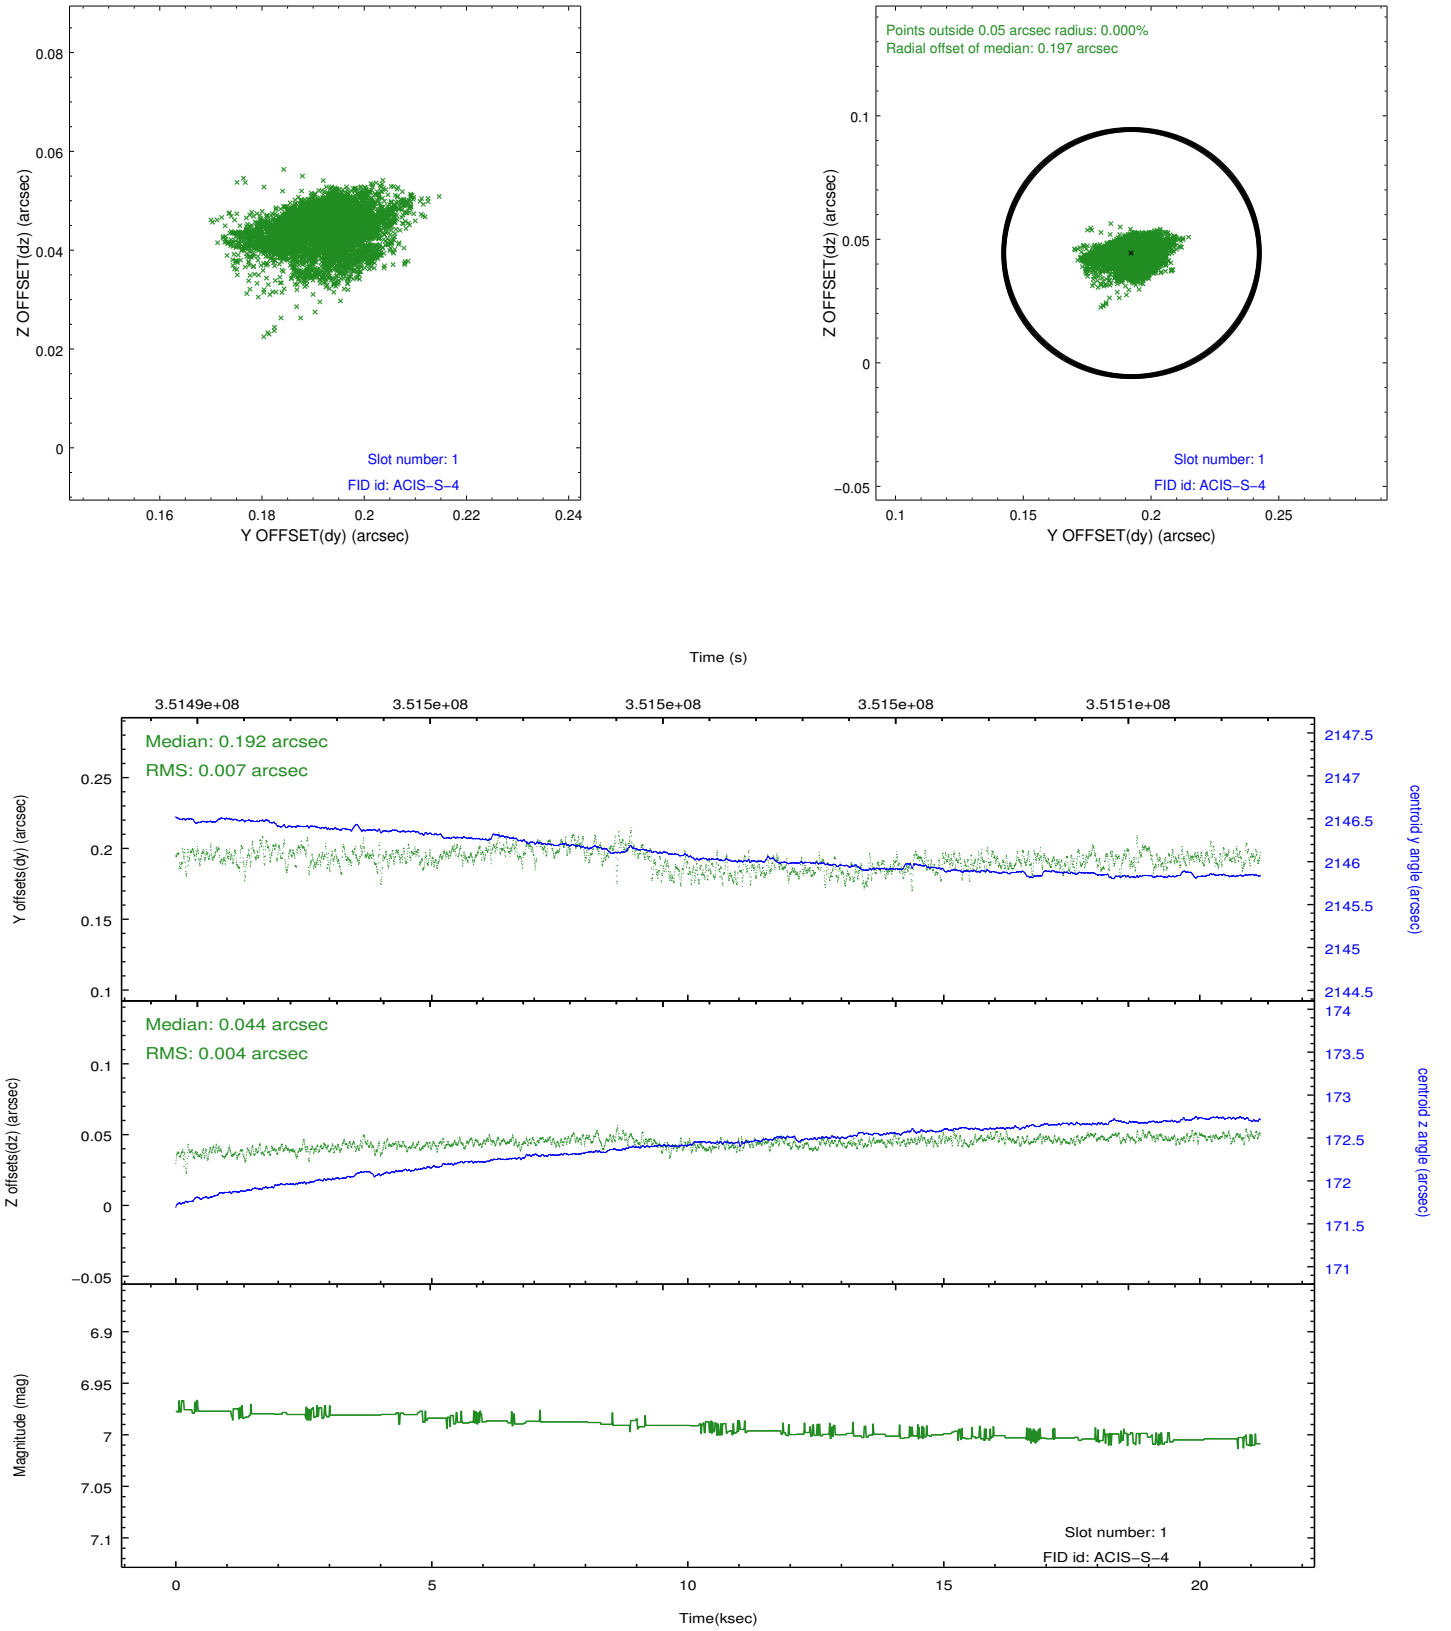 0.08
0.06
0.04
0.02
0
Z OFFSET(dz) (arcsec)
Slot number: 1
FID id: ACIS−S−4
0.16 0.18 0.2 0.22 0.24
Y OFFSET(dy) (arcsec)
Points outside 0.05 arcsec radius: 0.000%
Radial offset of median: 0.197 arcsec
0.1
0.05
0
−0.05
Z OFFSET(dz) (arcsec)
Slot number: 1
FID id: ACIS−S−4
0.1 0.15 0.2 0.25
Y OFFSET(dy) (arcsec)
Time (s)
3.5149e+08 3.515e+08 3.515e+08 3.515e+08 3.5151e+08
Median: 0.192 arcsec
RMS: 0.007 arcsec
0.25
0.2
0.15
0.1
Y offsets(dy) (arcsec)
2147.5
2147
2146.5
2146
2145.5
2145
2144.5
centroid y angle (arcsec)
Median: 0.044 arcsec
RMS: 0.004 arcsec
0.1
0.05
0
−0.05
Z offsets(dz) (arcsec)
174
173.5
173
172.5
172
171.5
171
centroid z angle (arcsec)
6.9
6.95
7
7.05
7.1
Magnitude (mag)
Slot number: 1
FID id: ACIS−S−4
0 5 10 15 20
Time(ksec)